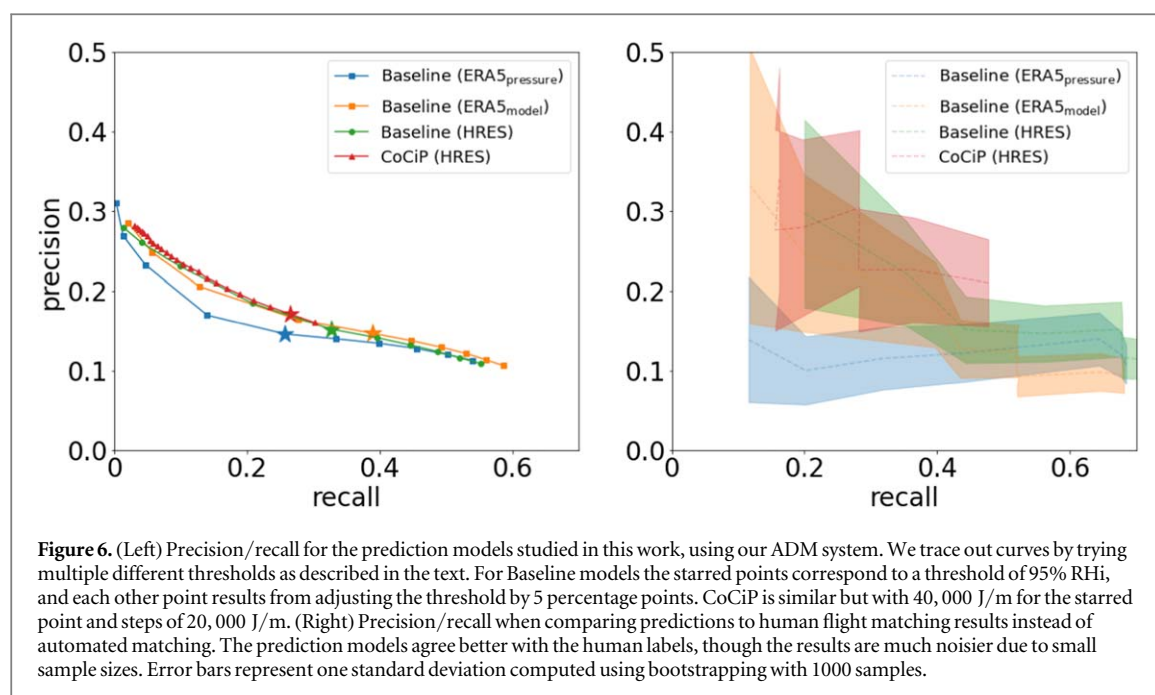 0.5
0.4
0.3
0.2
0.1
0.0
precision
0
0.2
0.4
0.6
recall
Baseline (ERA5pressure)
Baseline (ERA5model)
Baseline (HRES)
CoCiP (HRES)
0.5
0.4
0.3
0.2
0.1
0.0
0
0.2
0.4
0.6
recall
Baseline (ERA5pressure)
Baseline (ERA5model)
Baseline (HRES)
CoCiP (HRES)
Figure 6. (Left) Precision/recall for the prediction models studied in this work, using our ADM system. We trace out curves by trying
multiple different thresholds as described in the text. For Baseline models the starred points correspond to a threshold of 95% RHi,
and each other point results from adjusting the threshold by 5 percentage points. CoCiP is similar but with 40, 000 J/m for the starred
point and steps of 20, 000 J/m. (Right) Precision/recall when comparing predictions to human flight matching results instead of
automated matching. The prediction models agree better with the human labels, though the results are much noisier due to small
sample sizes. Error bars represent one standard deviation computed using bootstrapping with 1000 samples.